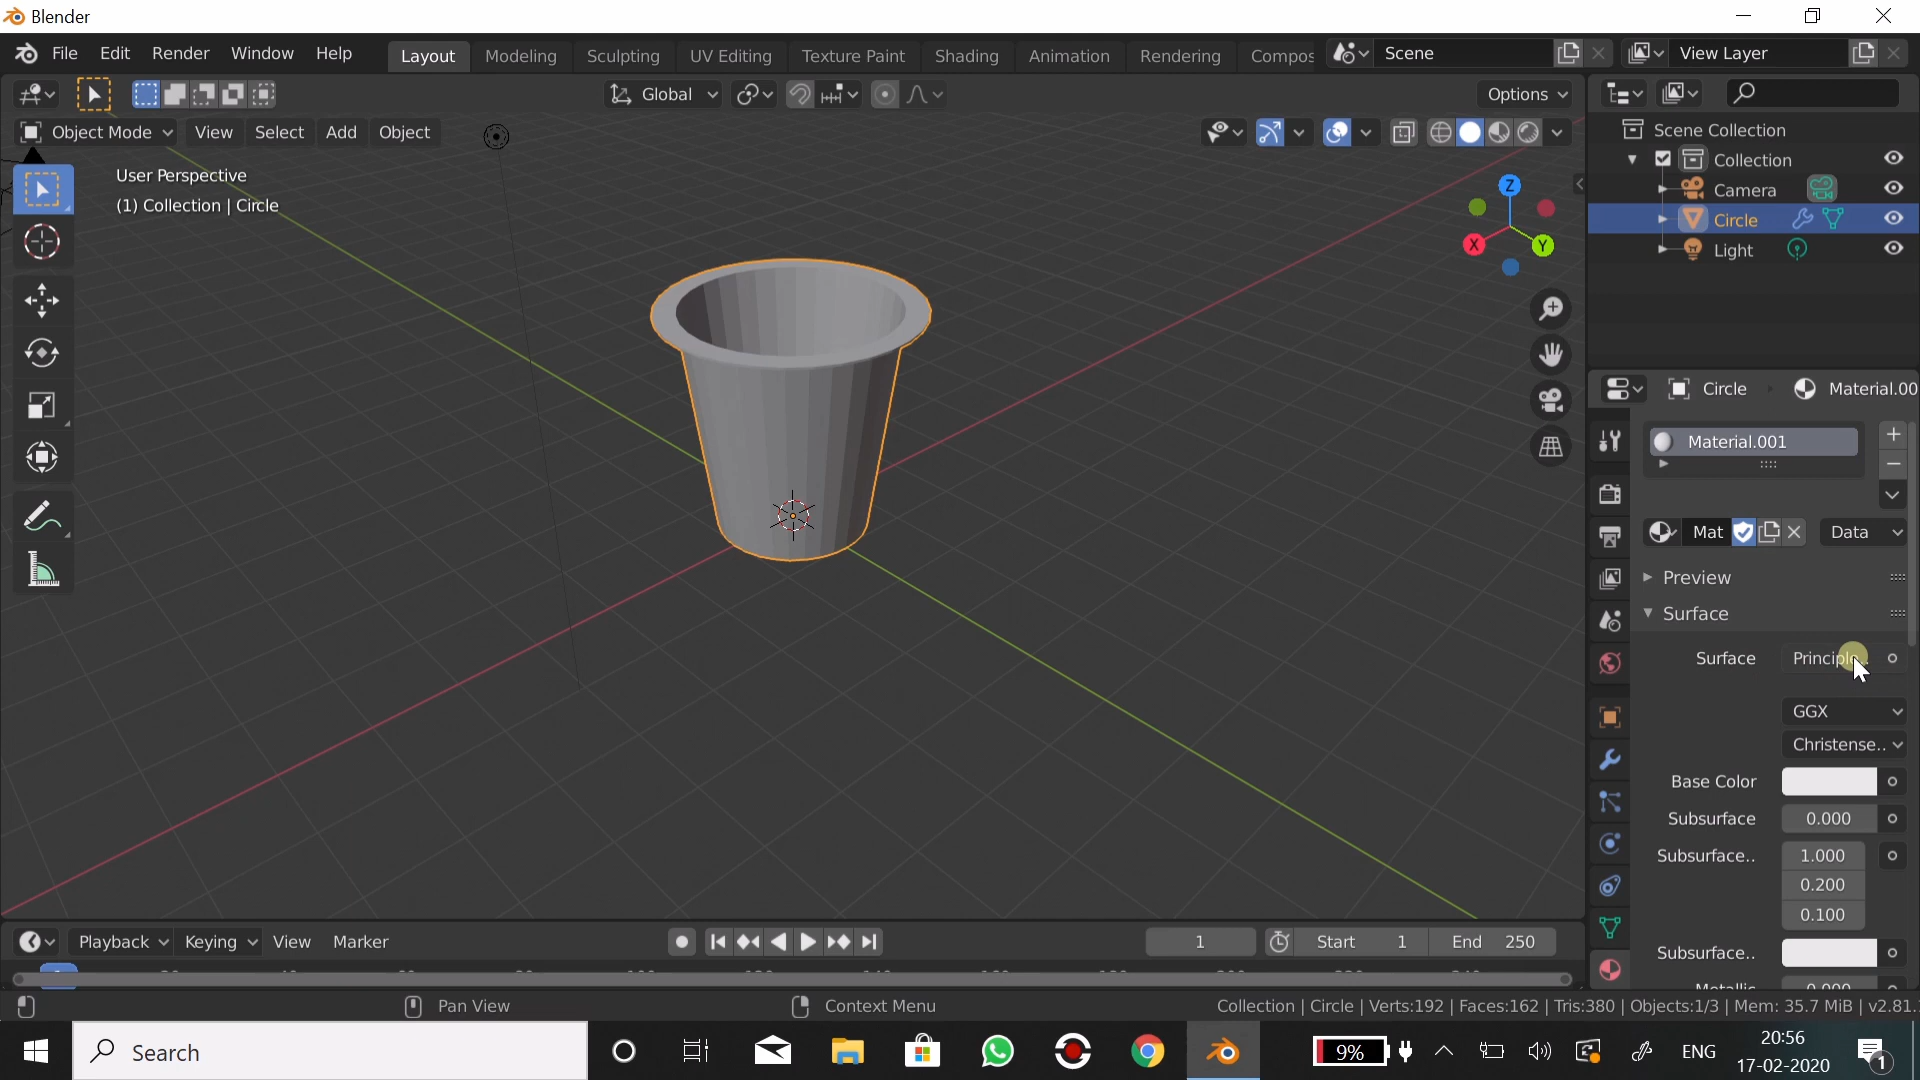 Blender
File Edit Render Window Help Layout Modeling Sculpting UV Editing Texture Paint Shading Animation Rendering Compos Scene View Layer
Global Options
Object Mode View Select Add Object
User Perspective
(1) Collection | Circle
Z
X
Y
Scene Collection
Collection
Camera
Circle
Light
Circle Material.00
Material.001
Mat Data
Preview
Surface
Surface Principle..
GGX
Christense..
Base Color
Subsurface 0.000
Subsurface.. 1.000
0.200
0.100
Subsurface..
Metallic 0.000
Playback Keying View Marker 1 Start 1 End 250
Pan View Context Menu Collection | Circle | Verts:192 | Faces:162 | Tris:380 | Objects:1/3 | Mem: 35.7 MiB | v2.81.
Search 9% ENG 20:56
17-02-2020 1